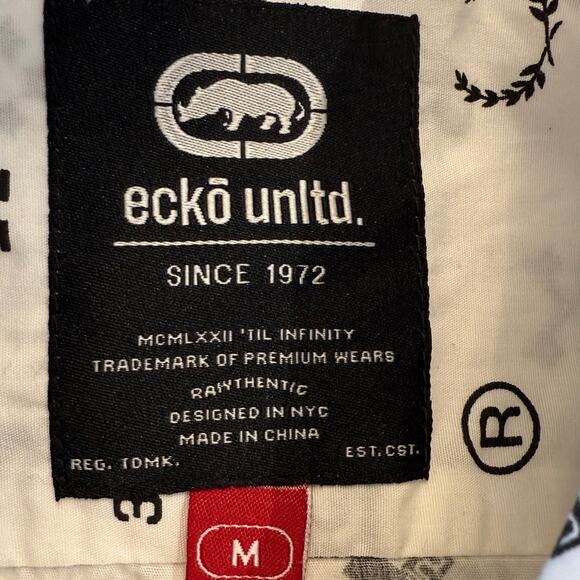 eckō unltd.
SINCE 1972
MCMLXXII 'TIL INFINITY
TRADEMARK OF PREMIUM WEARS
RAWTHENTIC
DESIGNED IN NYC
MADE IN CHINA
REG. TDMK.
EST. CST.
®
M